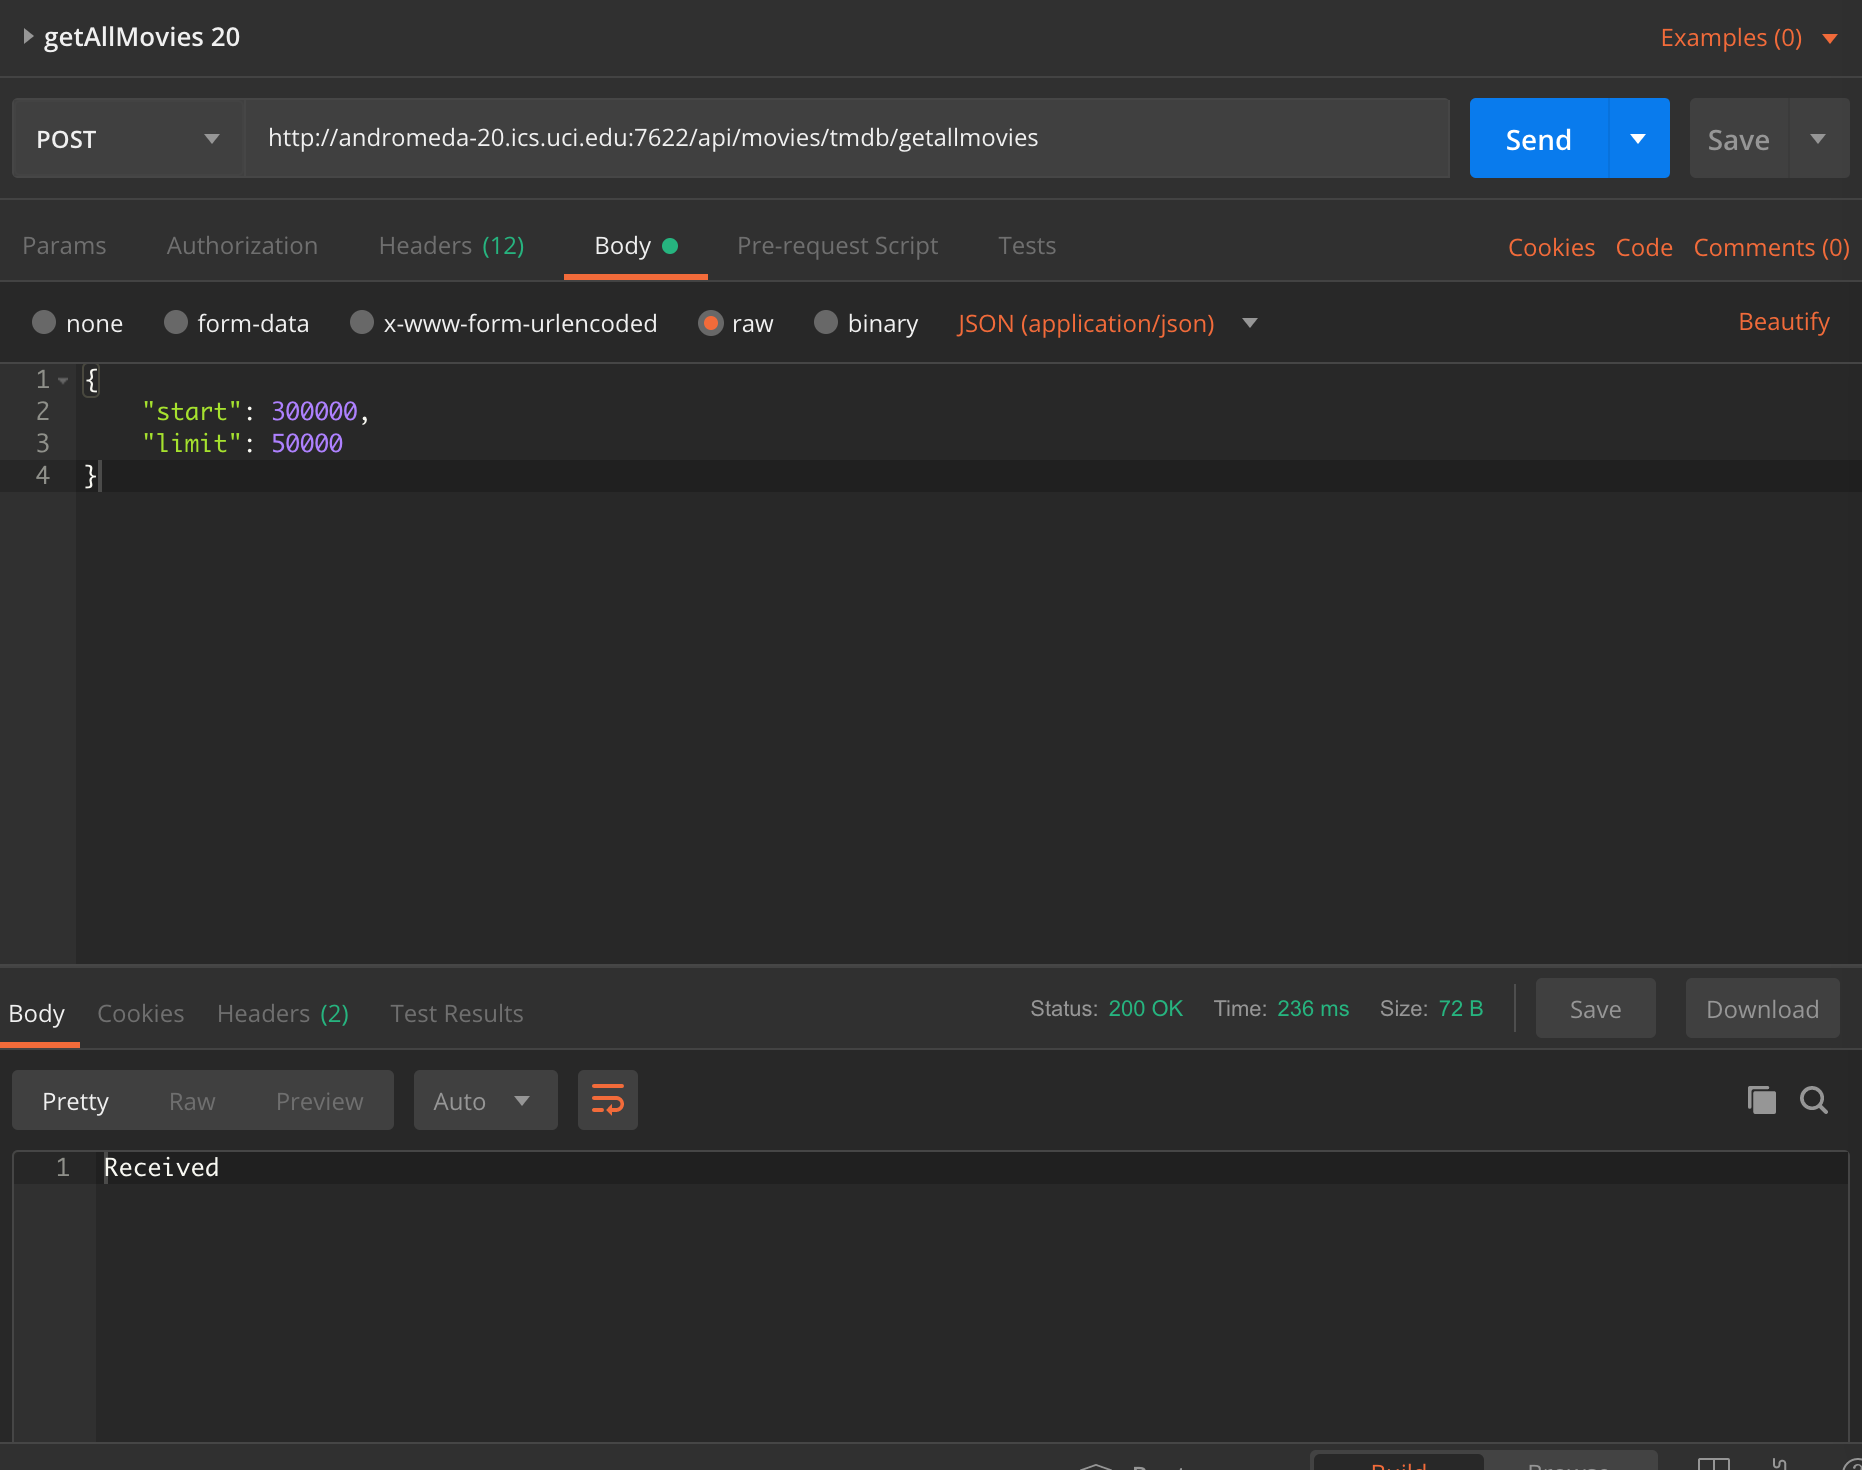 getAllMovies 20
Examples (0)
POST
http://andromeda-20.ics.uci.edu:7622/api/movies/tmdb/getallmovies
Send
Save
Params Authorization Headers (12) Body Pre-request Script Tests
Cookies Code Comments (0)
none form-data x-www-form-urlencoded raw binary JSON (application/json)
Beautify
1 {
2 "start": 300000,
3 "limit": 50000
4 }
Body Cookies Headers (2) Test Results
Status: 200 OK Time: 236 ms Size: 72 B
Save
Download
Pretty Raw Preview
Auto
1 Received
Build Browse